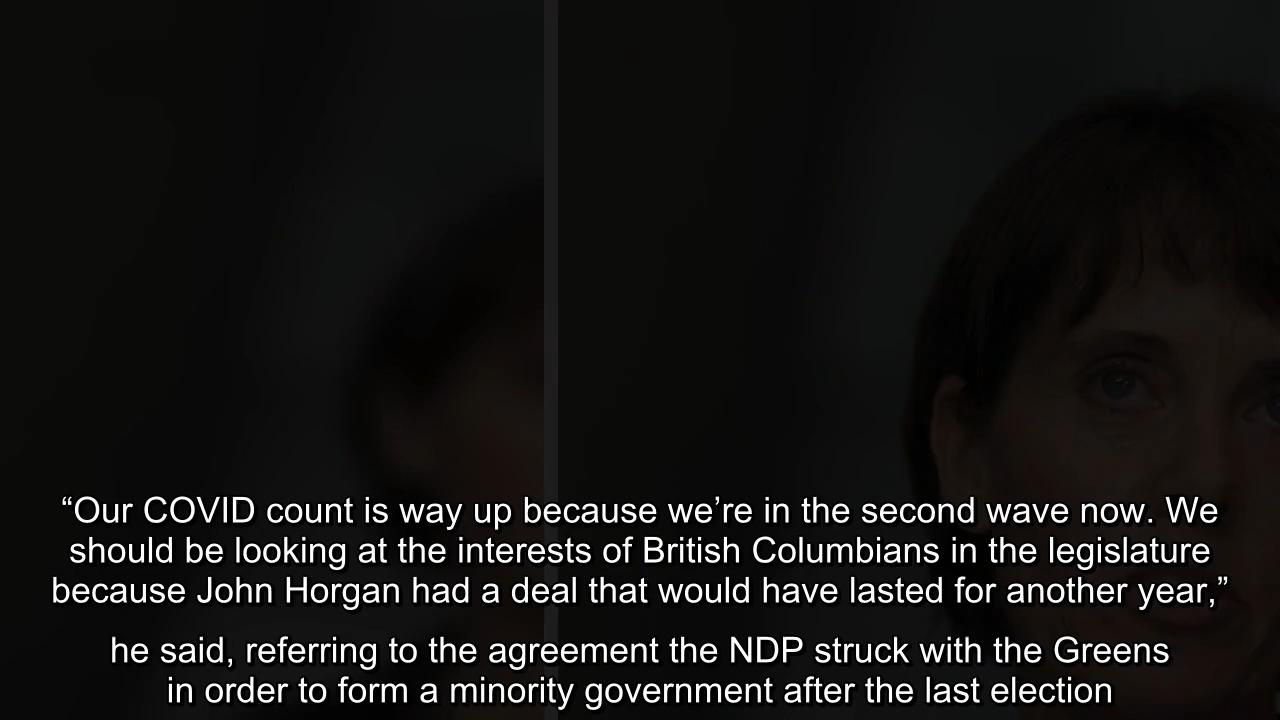 “Our COVID count is way up because we’re in the second wave now. We
should be looking at the interests of British Columbians in the legislature
because John Horgan had a deal that would have lasted for another year,”
he said, referring to the agreement the NDP struck with the Greens
in order to form a minority government after the last election